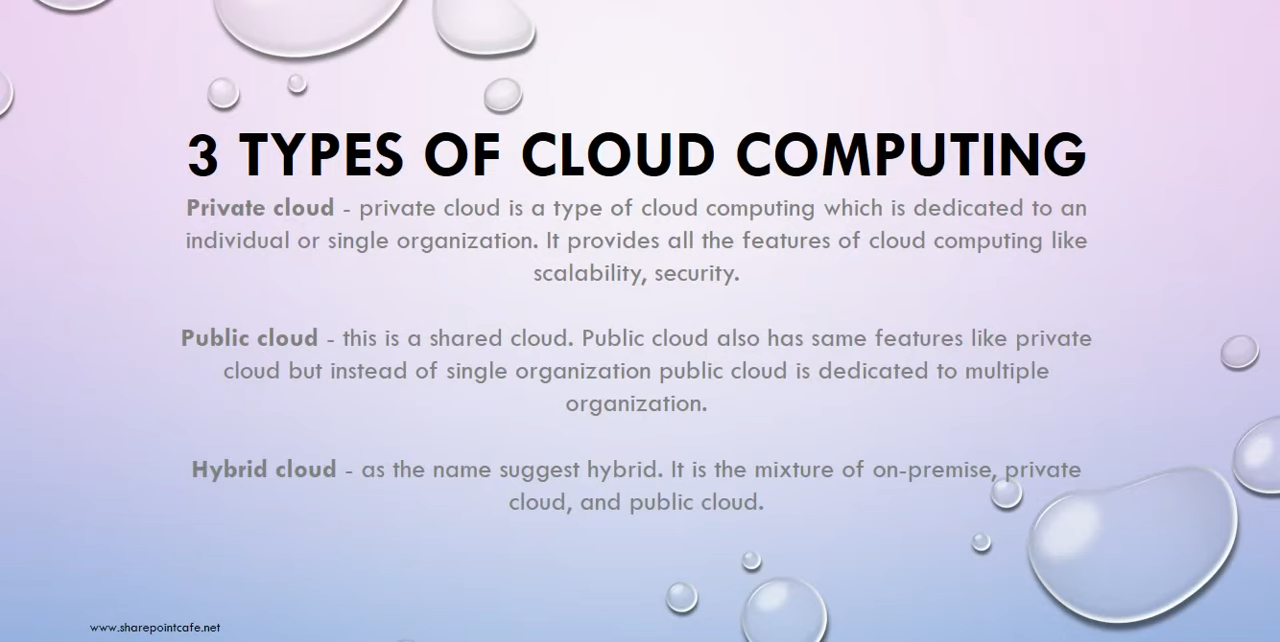 3 TYPES OF CLOUD COMPUTING
Private cloud - private cloud is a type of cloud computing which is dedicated to an
individual or single organization. It provides all the features of cloud computing like
scalability, security.
Public cloud - this is a shared cloud. Public cloud also has same features like private
cloud but instead of single organization public cloud is dedicated to multiple
organization.
Hybrid cloud - as the name suggest hybrid. It is the mixture of on-premise, private
cloud, and public cloud.
www.sharepointcafe.net